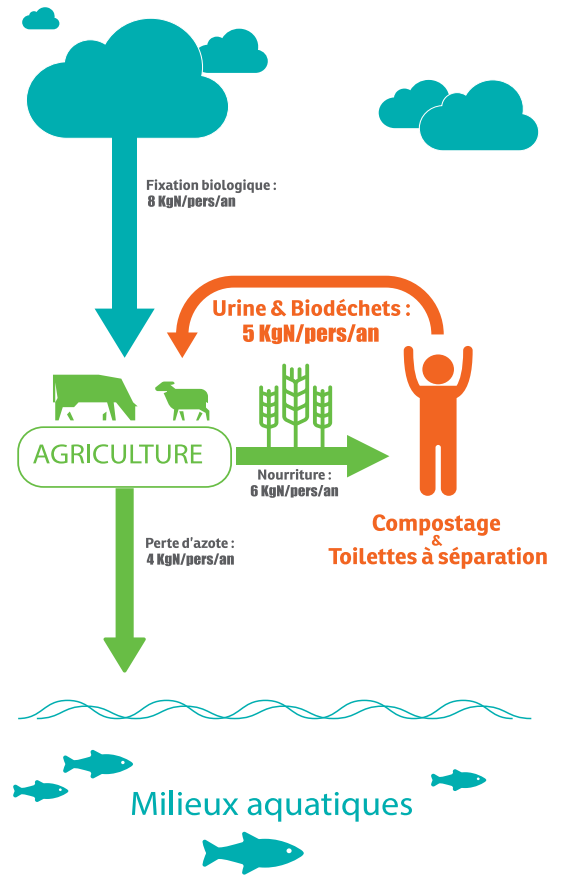 Fixation biologique :
8 KgN/pers/an
Urine & Biodéchets :
5 KgN/pers/an
AGRICULTURE
Nourriture :
6 KgN/pers/an
Compostage
&
Toilettes à séparation
Perte d'azote :
4 KgN/pers/an
Milieux aquatiques